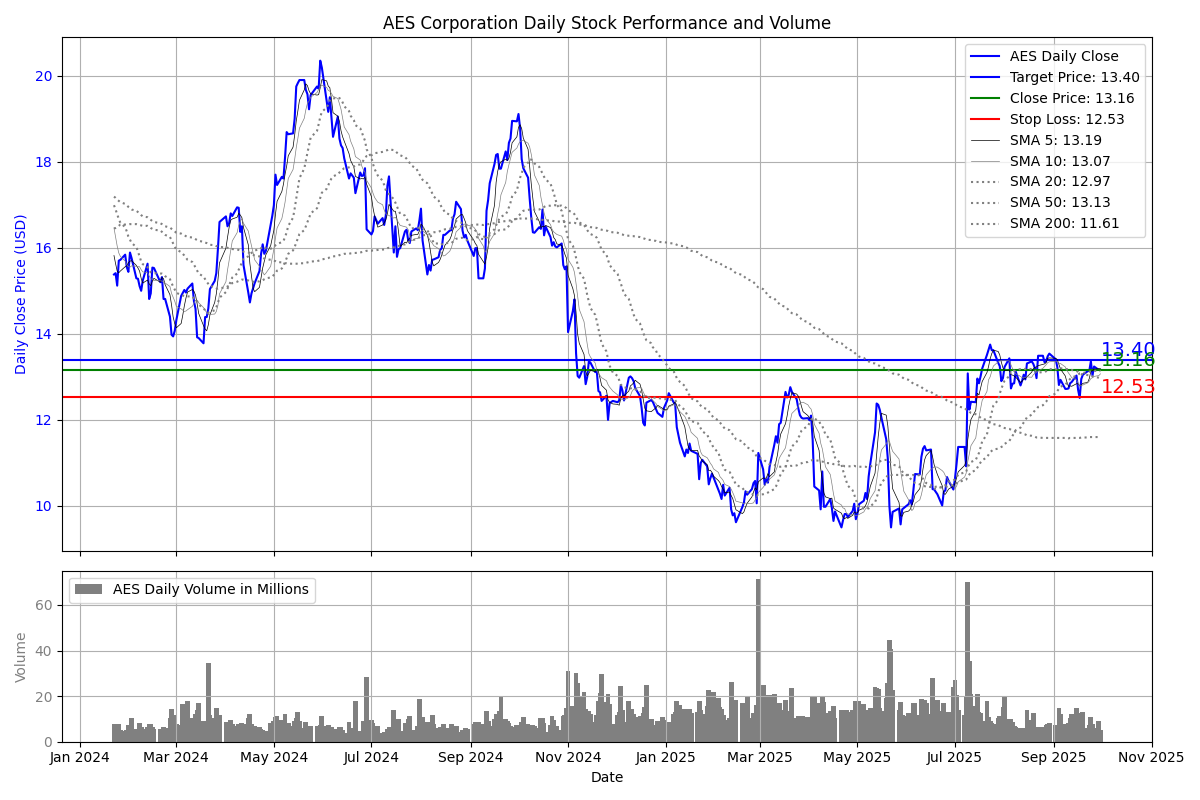 AES Corporation Daily Stock Performance and Volume
Daily Close Price (USD)
20
18
16
14
12
10
AES Daily Close
Target Price: 13.40
Close Price: 13.16
Stop Loss: 12.53
SMA 5: 13.19
SMA 10: 13.07
SMA 20: 12.97
SMA 50: 13.13
SMA 200: 11.61
13.40
13.16
12.53
Volume
60
40
20
0
AES Daily Volume in Millions
Jan 2024 Mar 2024 May 2024 Jul 2024 Sep 2024 Nov 2024 Jan 2025 Mar 2025 May 2025 Jul 2025 Sep 2025 Nov 2025
Date